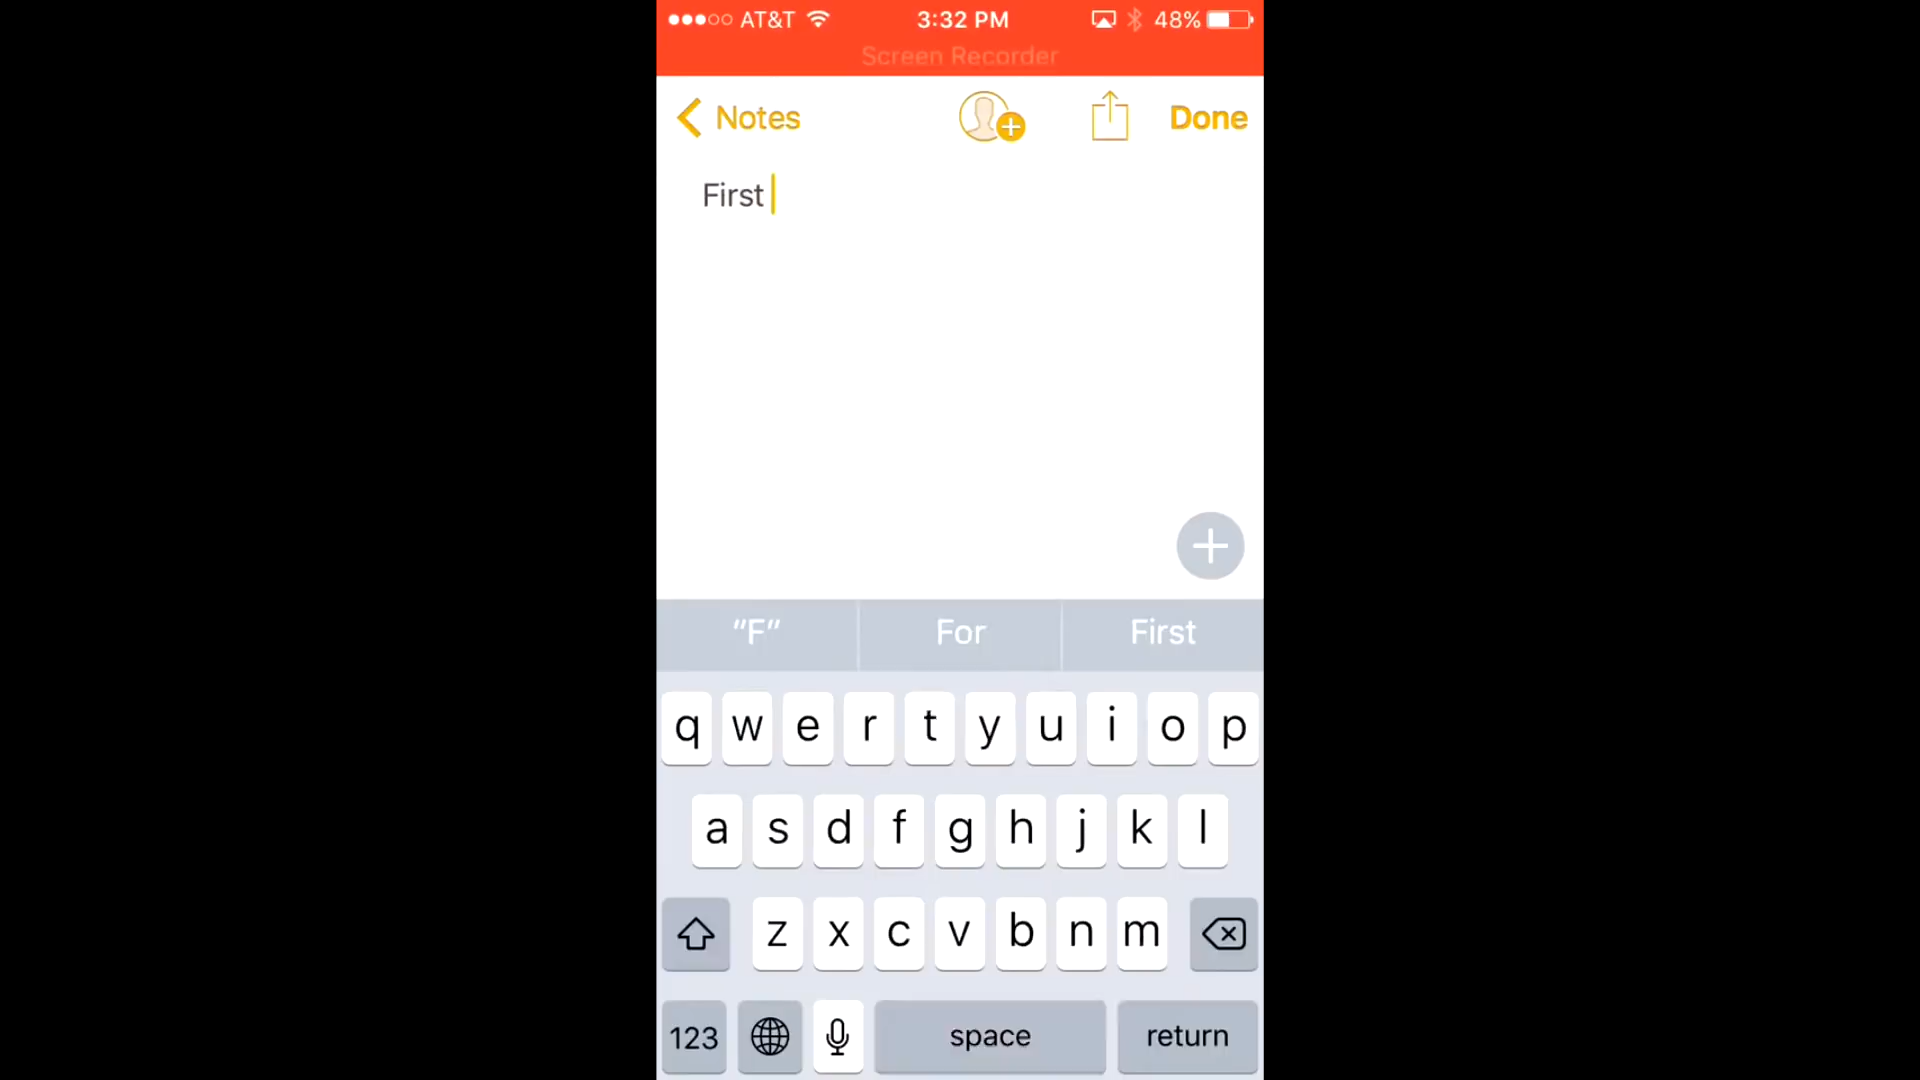 AT&T 3:32 PM 48%
Screen Recorder
Notes Done
First
"F" For First
q w e r t y u i o p
a s d f g h j k l
z x c v b n m
123 space return